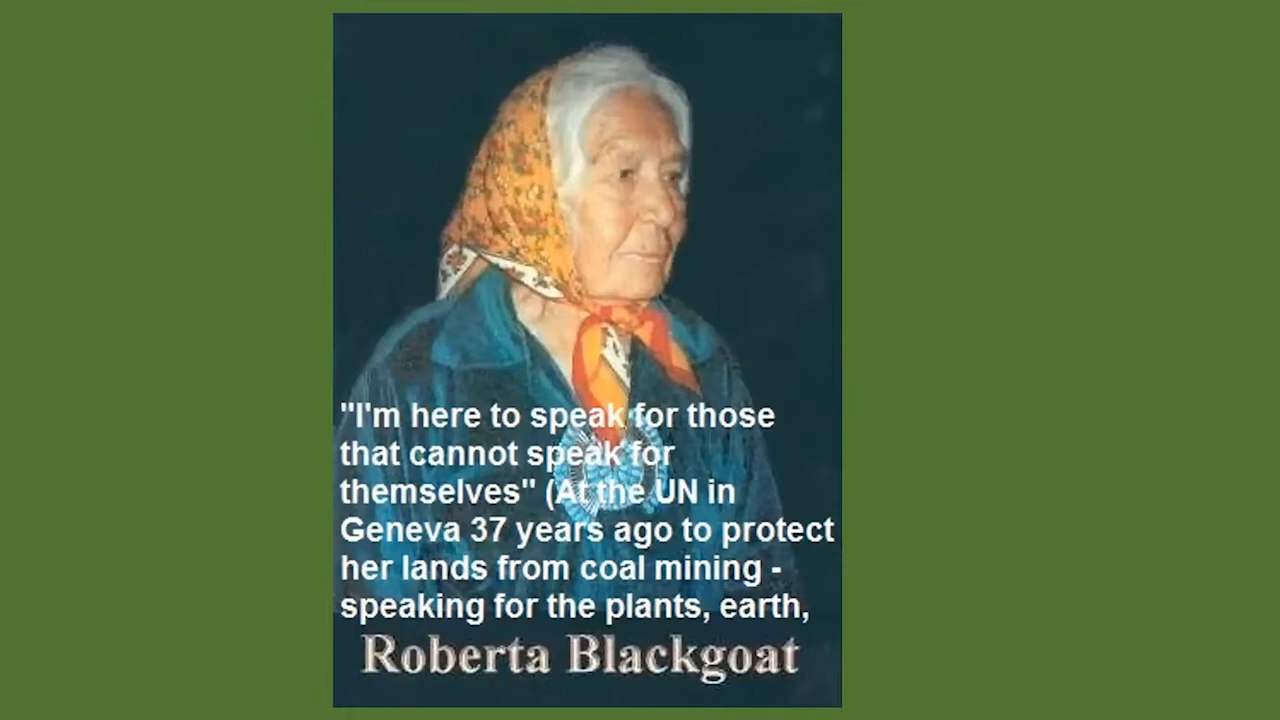 "I'm here to speak for those
that cannot speak for
themselves" (At the UN in
Geneva 37 years ago to protect
her lands from coal mining -
speaking for the plants, earth,
Roberta Blackgoat